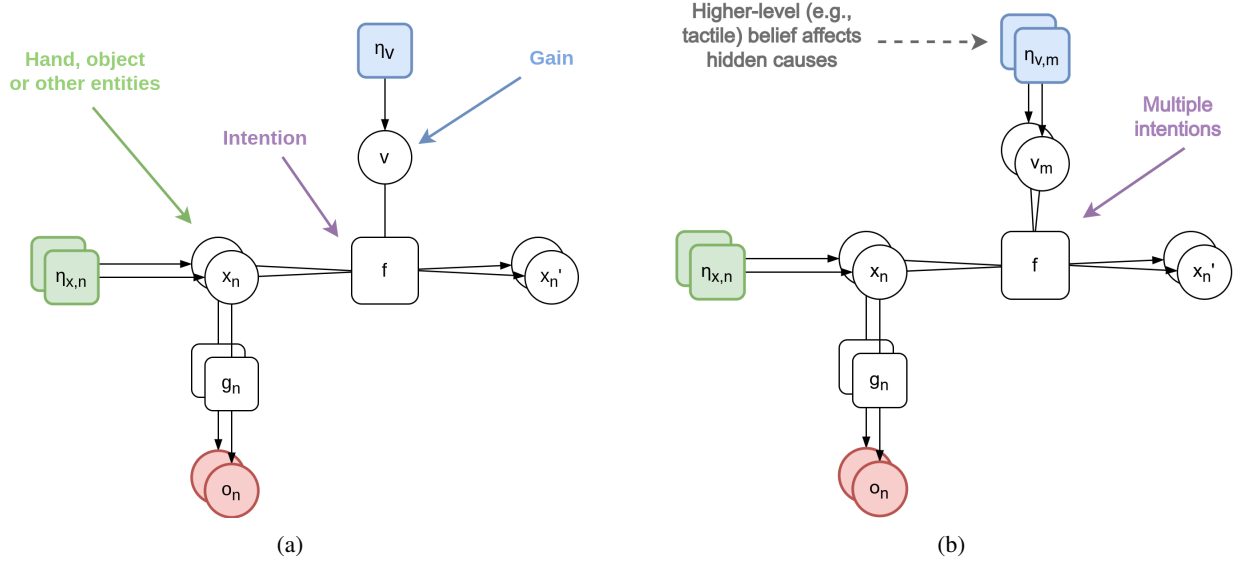 Hand, object
or other entities
Intention
Gain
ηv
v
ηx,n
xn
f
xn'
gn
on
(a)
Higher-level (e.g.,
tactile) belief affects
hidden causes
Multiple
intentions
ηv,m
vm
ηx,n
xn
f
xn'
gn
on
(b)